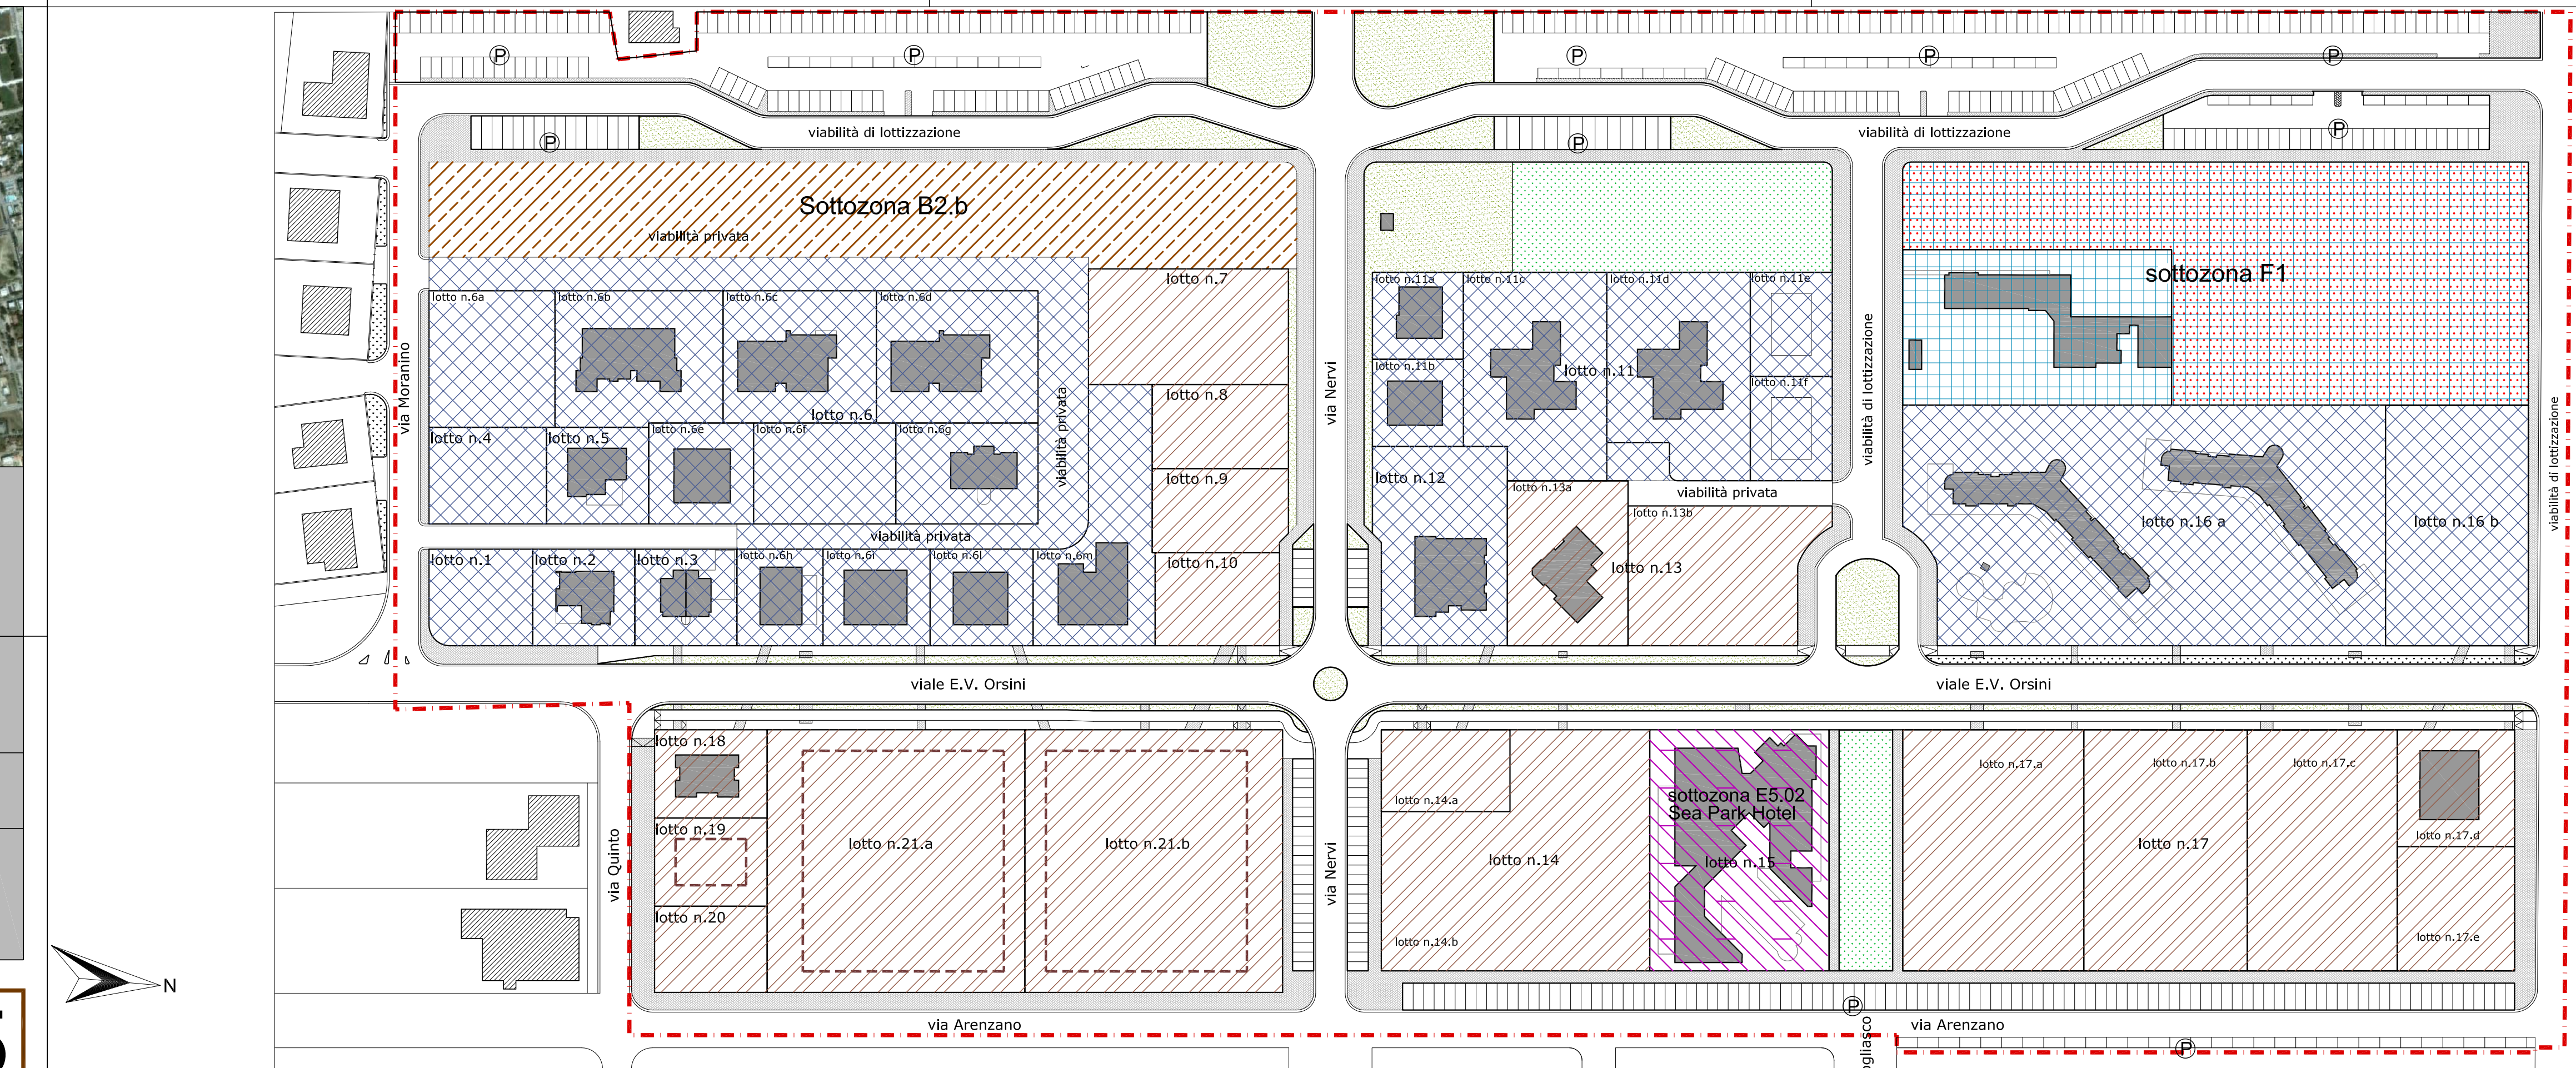 P
P
P
P
P
viabilità di lottizzazione
viabilità di lottizzazione
P
P
P
Sottozona B2.b
viabilità privata
sottozona F1
lotto n.7
lotto n.6a
lotto n.6b
lotto n.6c
lotto n.6d
lotto n.11a
lotto n.11c
lotto n.11d
lotto n.11e
via Moranino
viabilità privata
via Nervi
lotto n.11b
lotto n.11
lotto n.11f
viabilità di lottizzazione
viabilità di lottizzazione
lotto n.8
lotto n.6
lotto n.4
lotto n.5
lotto n.6e
lotto n.6f
lotto n.6g
lotto n.9
lotto n.12
lotto n.13a
viabilità privata
lotto n.13b
lotto n.16 a
lotto n.16 b
viabilità privata
lotto n.1
lotto n.2
lotto n.3
lotto n.6h
lotto n.6i
lotto n.6l
lotto n.6m
lotto n.10
lotto n.13
viale E.V. Orsini
viale E.V. Orsini
lotto n.18
lotto n.17.a
lotto n.17.b
lotto n.17.c
sottozona E5.02
Sea Park Hotel
lotto n.14.a
lotto n.19
lotto n.17.d
via Quinto
lotto n.21.a
lotto n.21.b
via Nervi
lotto n.14
lotto n.15
lotto n.17
lotto n.20
lotto n.14.b
lotto n.17.e
N
P
via Arenzano
via Arenzano
P